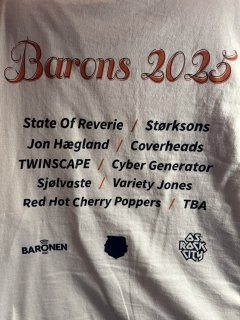 Barons 2025
State Of Reverie / Størksons
Jon Hægland / Coverheads
TWINSCAPE / Cyber Generator
Sjølvaste / Variety Jones
Red Hot Cherry Poppers / TBA
BARONEN
ÅS ROCK CITY